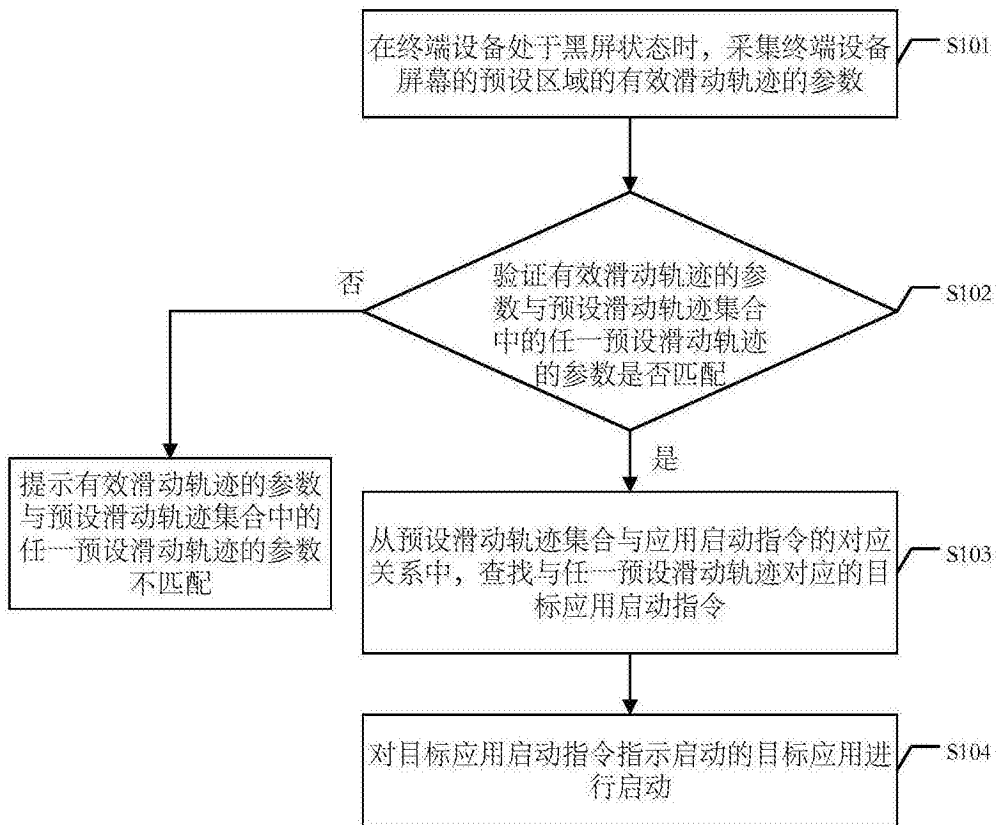 在终端设备处于黑屏状态时，采集终端设备
屏幕的预设区域的有效滑动轨迹的参数
S101
验证有效滑动轨迹的参
数与预设滑动轨迹集合
中的任一预设滑动轨迹
的参数是否匹配
S102
否
是
提示有效滑动轨迹的参数
与预设滑动轨迹集合中的
任一预设滑动轨迹的参数
不匹配
从预设滑动轨迹集合与应用启动指令的对应
关系中，查找与任一预设滑动轨迹对应的目
标应用启动指令
S103
对目标应用启动指令指示启动的目标应用进
行启动
S104